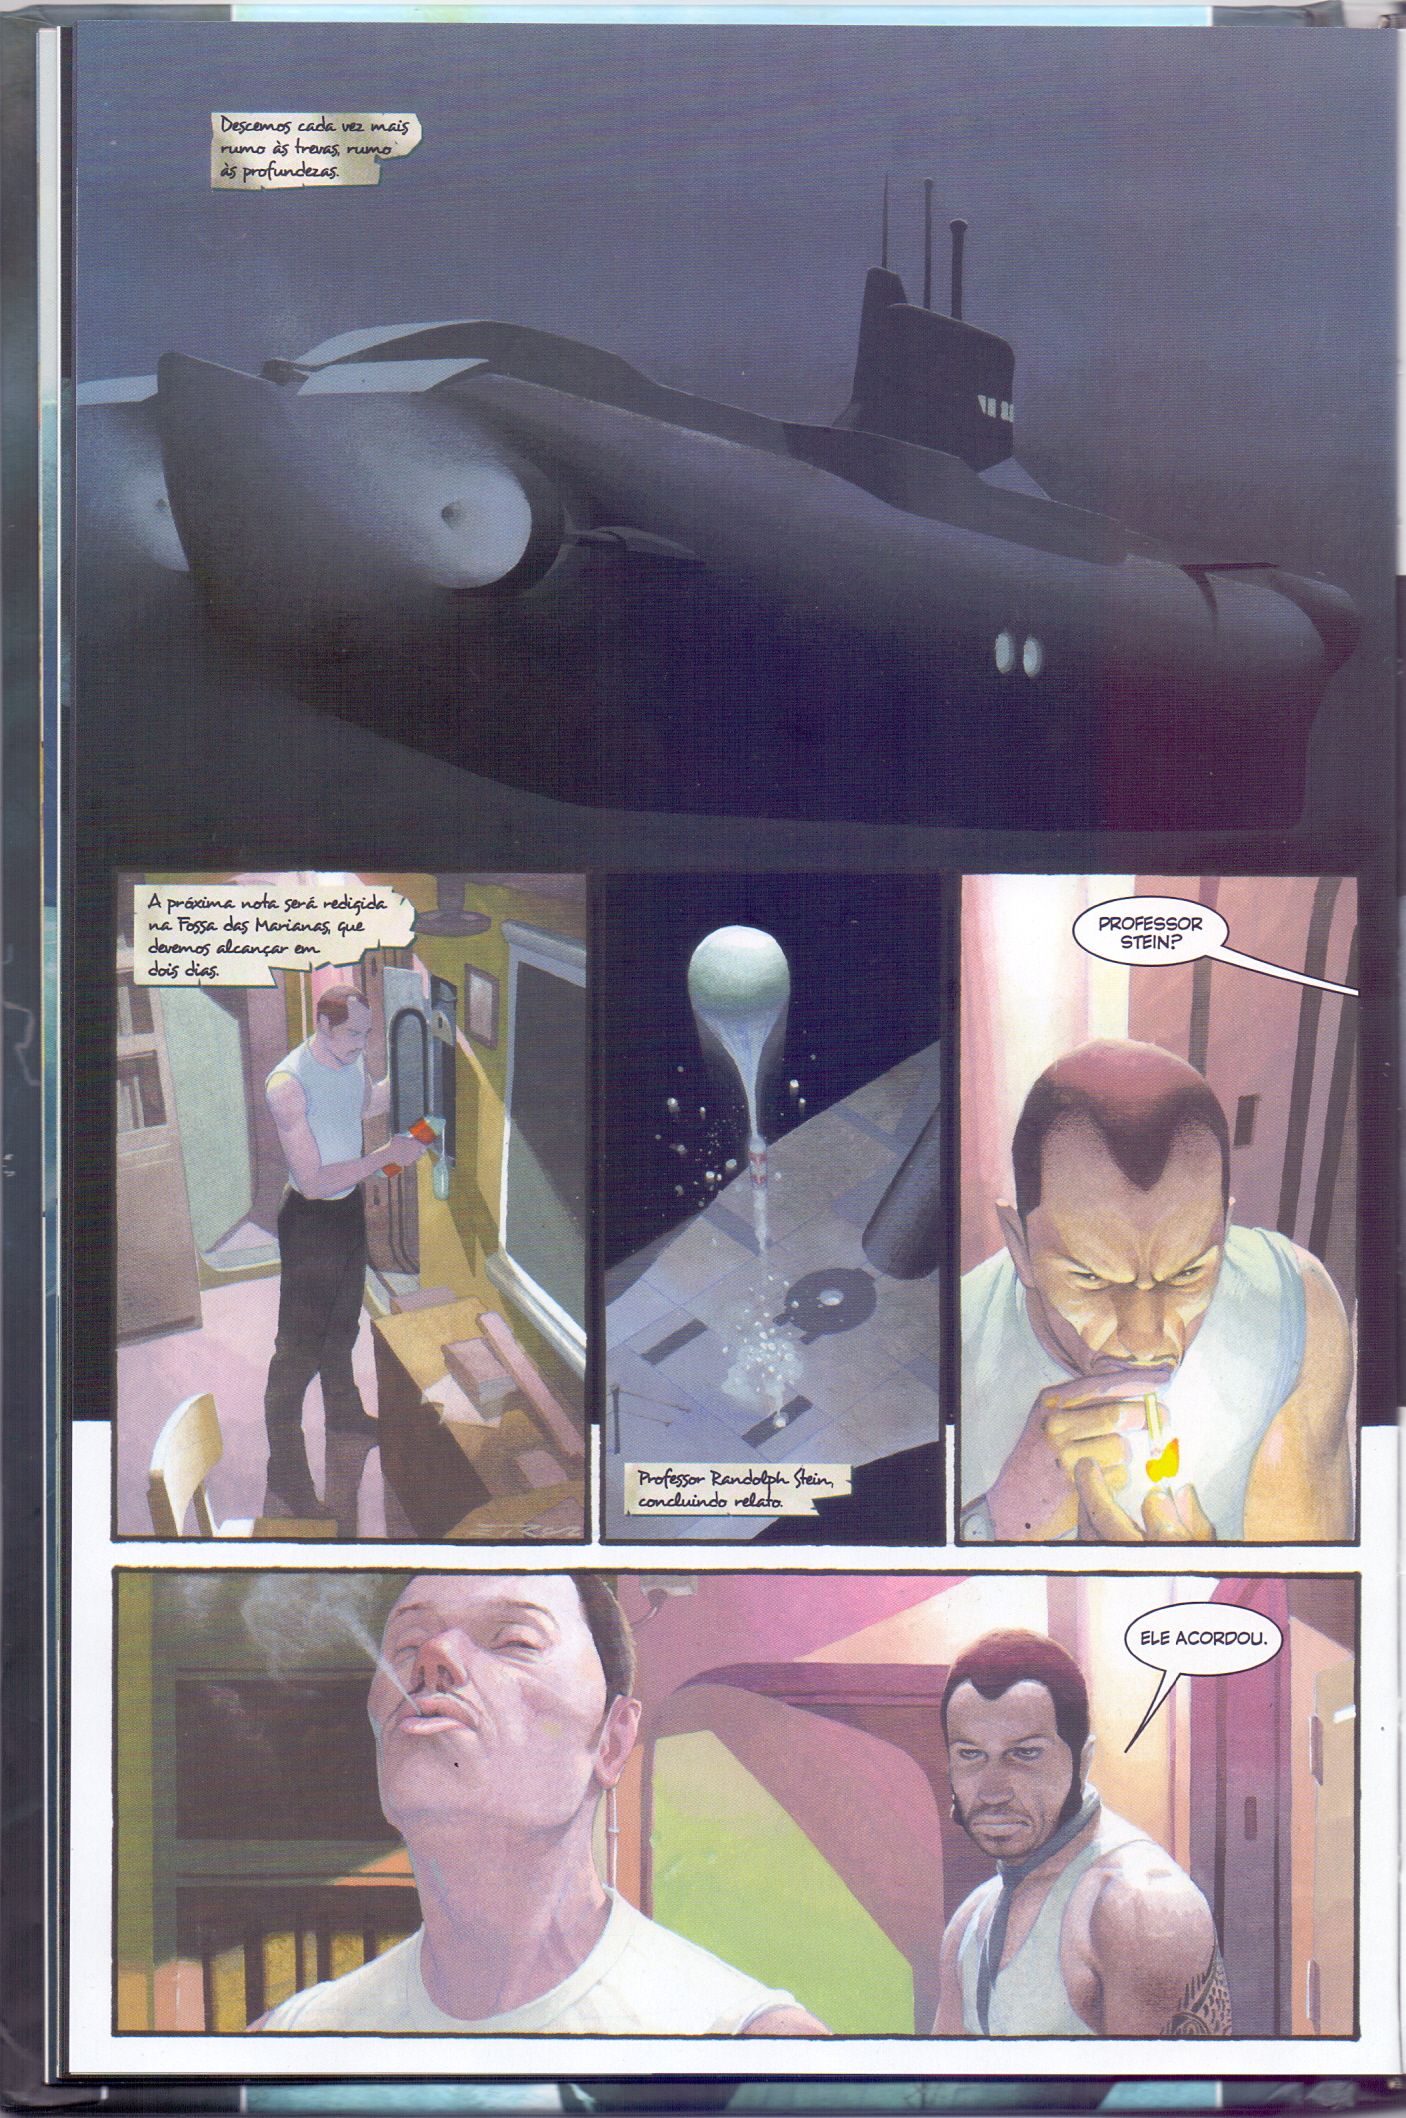 Descemos cada vez mais
rumo às trevas, rumo
às profundezas.
A próxima nota será redigida
na Fossa das Marianas, que
devemos alcançar em
dois dias.
Professor Randolph Stein,
concluindo relato.
PROFESSOR
STEIN?
ELE ACORDOU.